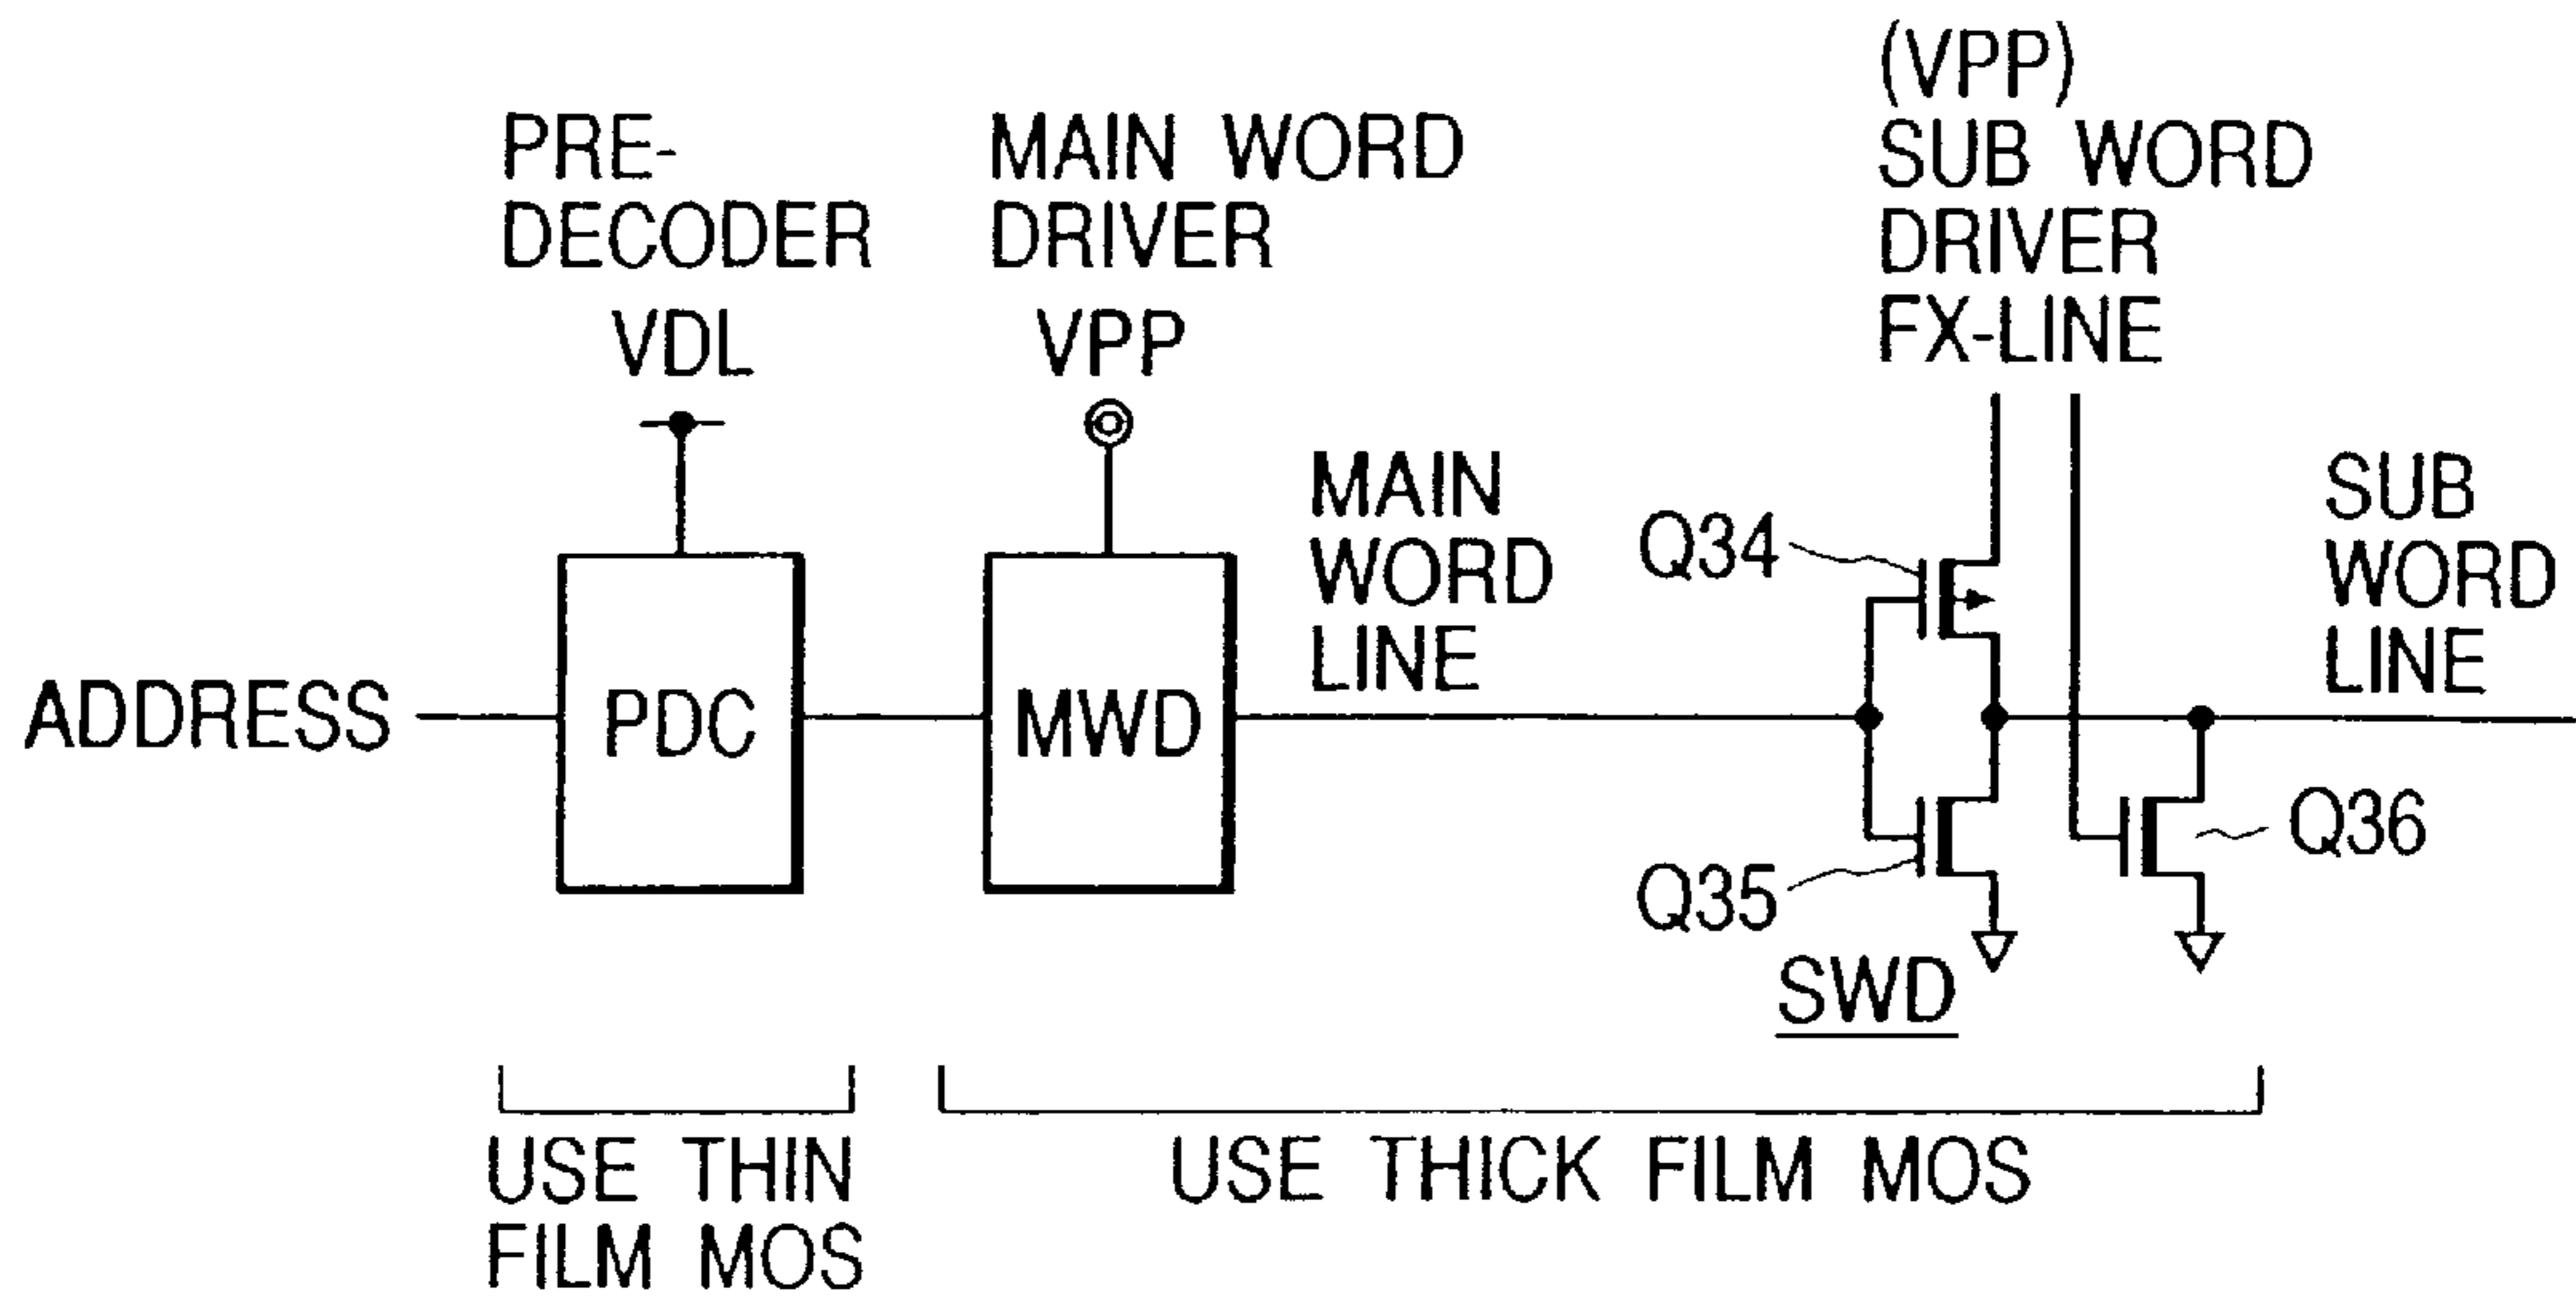 PRE-
DECODER
VDL
MAIN WORD
DRIVER
VPP
(VPP)
SUB WORD
DRIVER
FX-LINE
MAIN
WORD
LINE
Q34
SUB
WORD
LINE
ADDRESS
PDC
MWD
Q35
Q36
SWD
USE THIN
FILM MOS
USE THICK FILM MOS